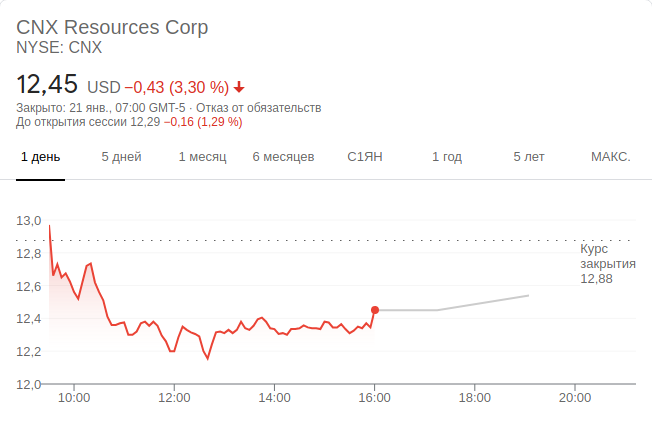 CNX Resources Corp
NYSE: CNX
12,45 USD −0,43 (3,30 %)
Закрыто: 21 янв., 07:00 GMT-5 · Отказ от обязательств
До открытия сессии 12,29 −0,16 (1,29 %)
1 день 5 дней 1 месяц 6 месяцев С1ЯН 1 год 5 лет МАКС.
13,0
12,8
Курс
закрытия
12,88
12,6
12,4
12,2
12,0
10:00 12:00 14:00 16:00 18:00 20:00